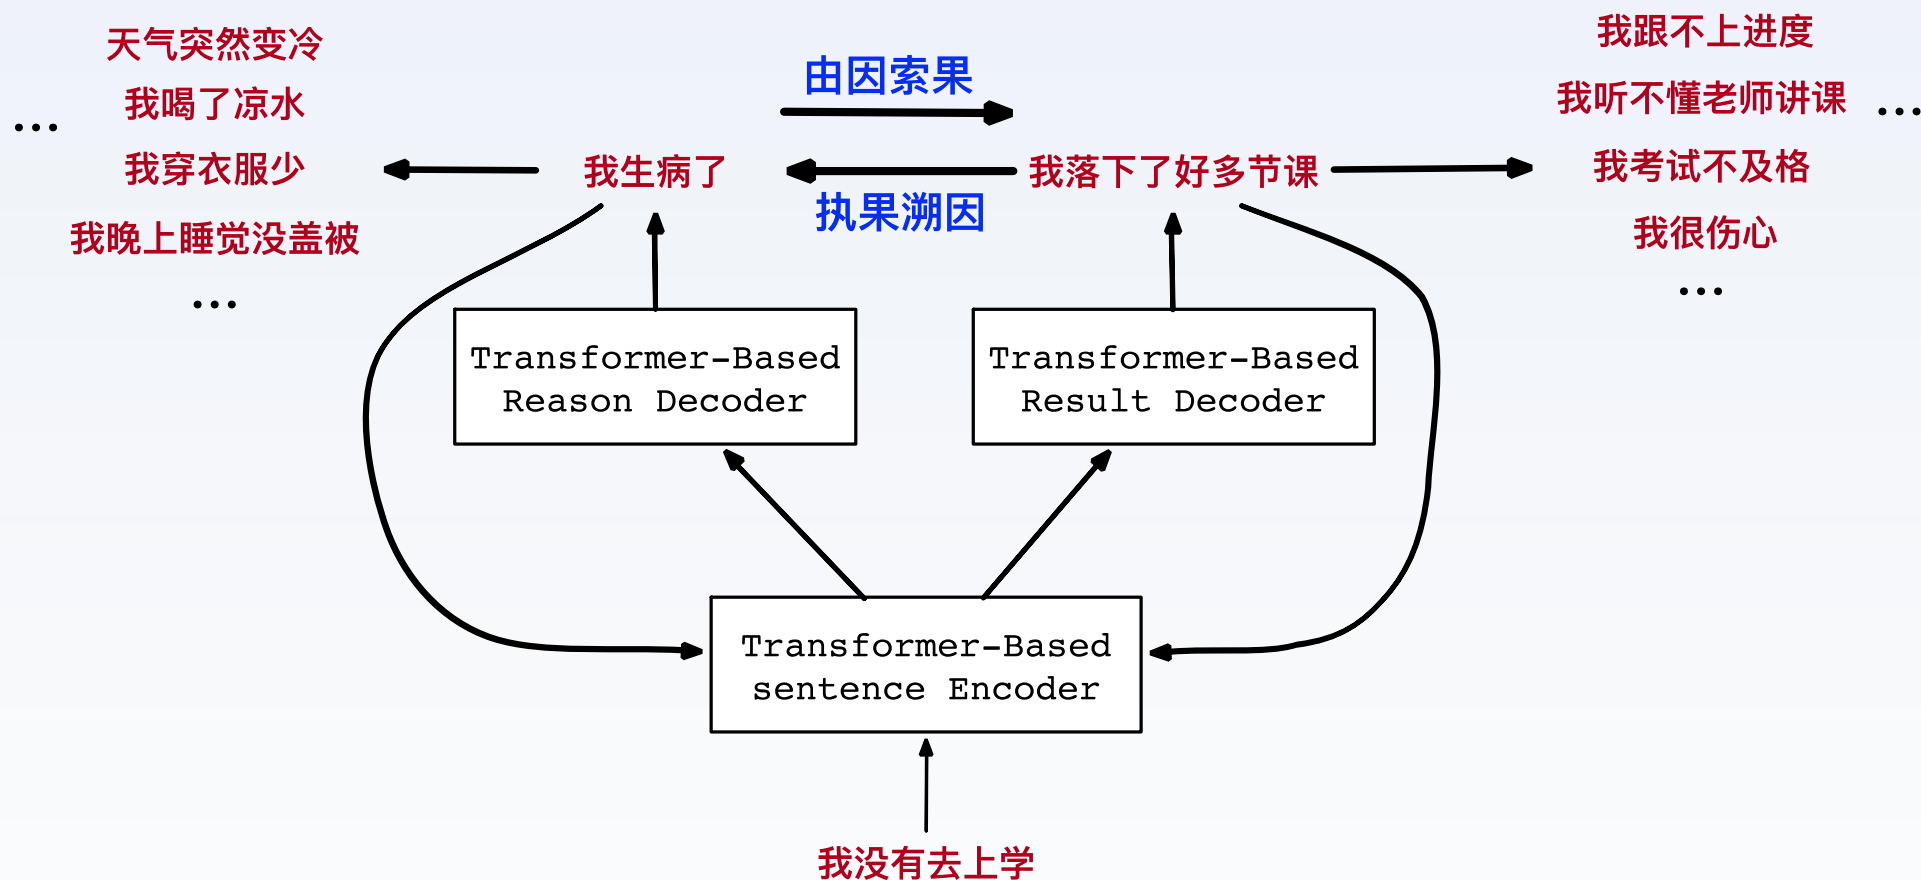 天气突然变冷
我喝了凉水
...
我穿衣服少
我晚上睡觉没盖被
...
由因索果
我生病了
执果溯因
我落下了好多节课
我跟不上进度
我听不懂老师讲课
...
我考试不及格
我很伤心
...
Transformer-Based
Reason Decoder
Transformer-Based
Result Decoder
Transformer-Based
sentence Encoder
我没有去上学